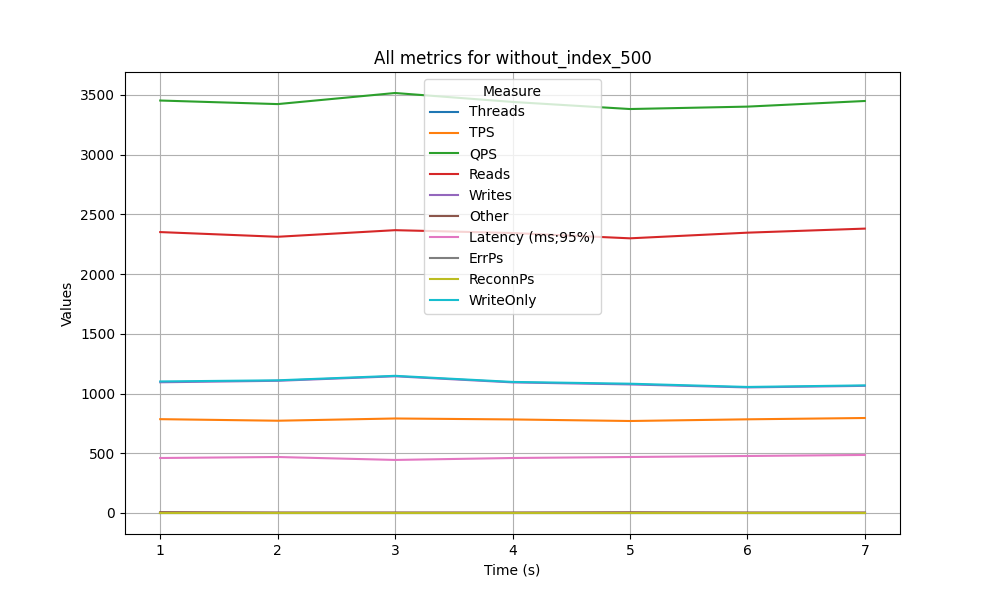 All metrics for without_index_500
Measure
Threads
TPS
QPS
Reads
Writes
Other
Latency (ms;95%)
ErrPs
ReconnPs
WriteOnly
Values
3500
3000
2500
2000
1500
1000
500
0
1 2 3 4 5 6 7
Time (s)